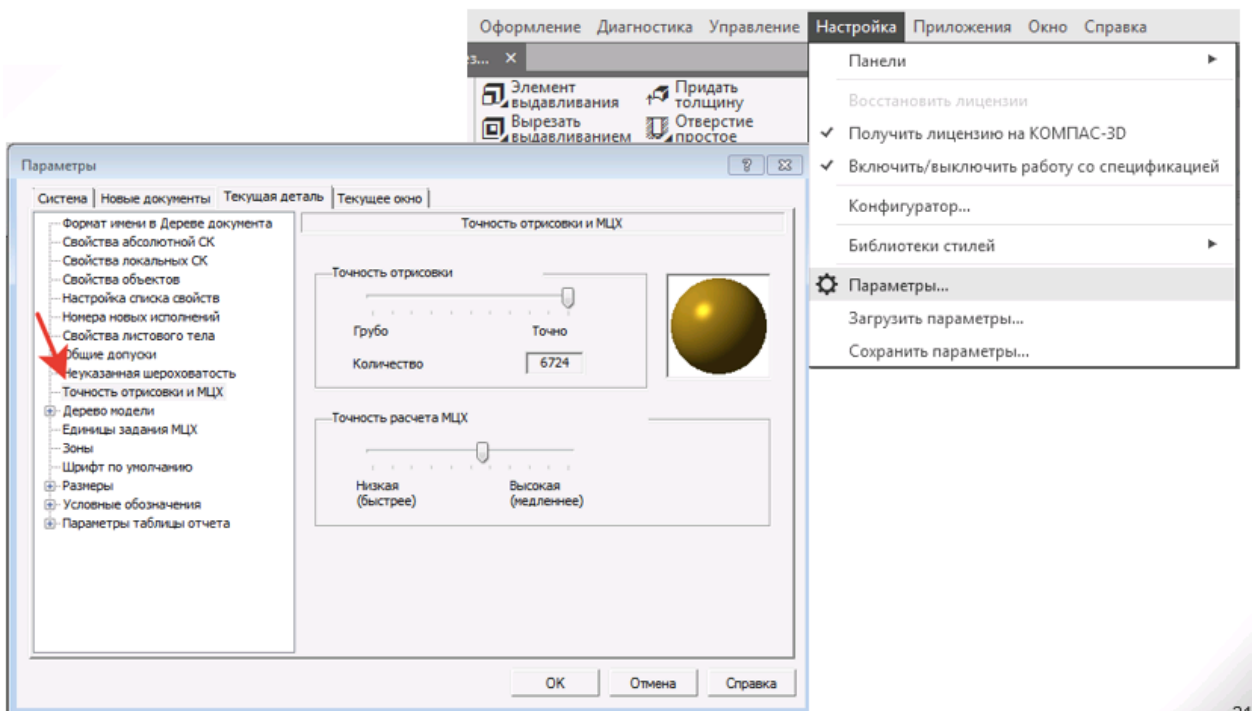 Оформление Диагностика Управление Настройка Приложения Окно Справка
ез... ×
Элемент выдавливания
Придать толщину
Вырезать выдавливанием
Отверстие простое
Панели
Восстановить лицензии
Получить лицензию на КОМПАС-3D
Включить/выключить работу со спецификацией
Конфигуратор...
Библиотеки стилей
Параметры...
Загрузить параметры...
Сохранить параметры...
Параметры
Система Новые документы Текущая деталь Текущее окно
Формат имени в Дереве документа
Свойства абсолютной СК
Свойства локальных СК
Свойства объектов
Настройка списка свойств
Номера новых исполнений
Свойства листового тела
Общие допуски
Неуказанная шероховатость
Точность отрисовки и МЦХ
Дерево модели
Единицы задания МЦХ
Зоны
Шрифт по умолчанию
Размеры
Условные обозначения
Параметры таблицы отчета
Точность отрисовки и МЦХ
Точность отрисовки
Грубо Точно
Количество 6724
Точность расчета МЦХ
Низкая (быстрее)
Высокая (медленнее)
OK Отмена Справка